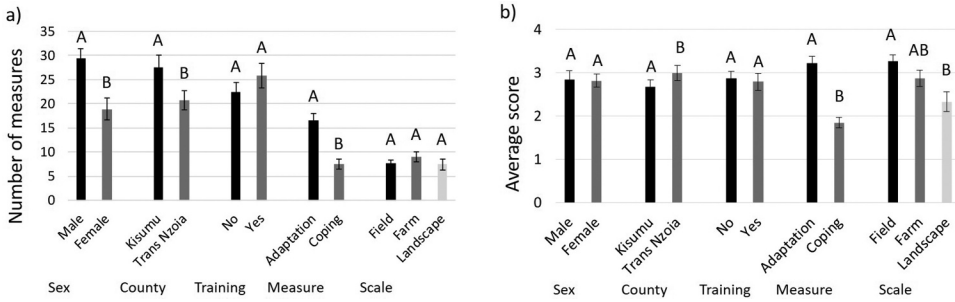 a)
Number of measures
35
30
25
20
15
10
5
0
A
B
A
B
A
A
A
B
A
A
A
Male
Female
Kisumu
Trans Nzoia
No
Yes
Adaptation
Coping
Field
Farm
Landscape
Sex County Training Measure Scale
b)
Average score
4
3
2
1
0
A
A
A
B
A
A
A
B
A
AB
B
Male
Female
Kisumu
Trans Nzoia
No
Yes
Adaptation
Coping
Field
Farm
Landscape
Sex County Training Measure Scale